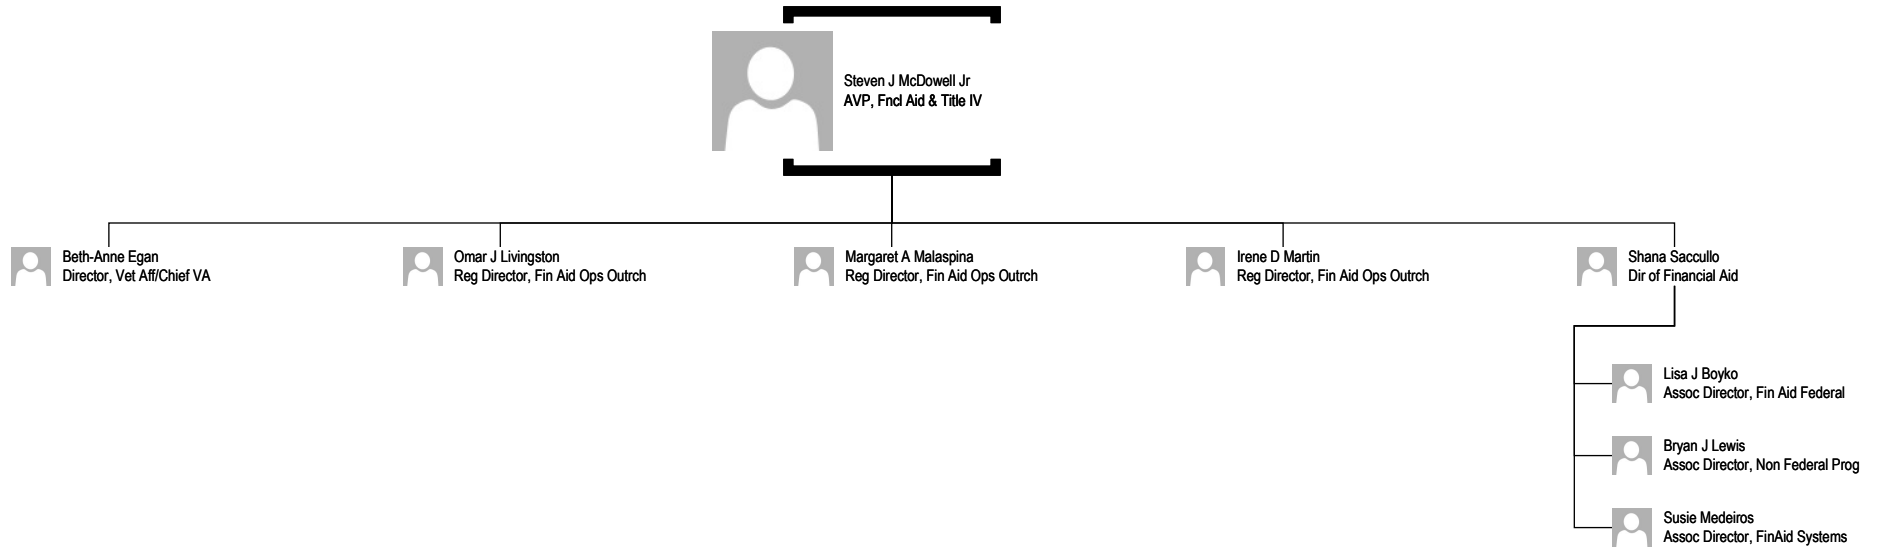 Steven J McDowell Jr
AVP, Fncl Aid & Title IV
Beth-Anne Egan
Director, Vet Aff/Chief VA
Omar J Livingston
Reg Director, Fin Aid Ops Outrch
Margaret A Malaspina
Reg Director, Fin Aid Ops Outrch
Irene D Martin
Reg Director, Fin Aid Ops Outrch
Shana Saccullo
Dir of Financial Aid
Lisa J Boyko
Assoc Director, Fin Aid Federal
Bryan J Lewis
Assoc Director, Non Federal Prog
Susie Medeiros
Assoc Director, FinAid Systems